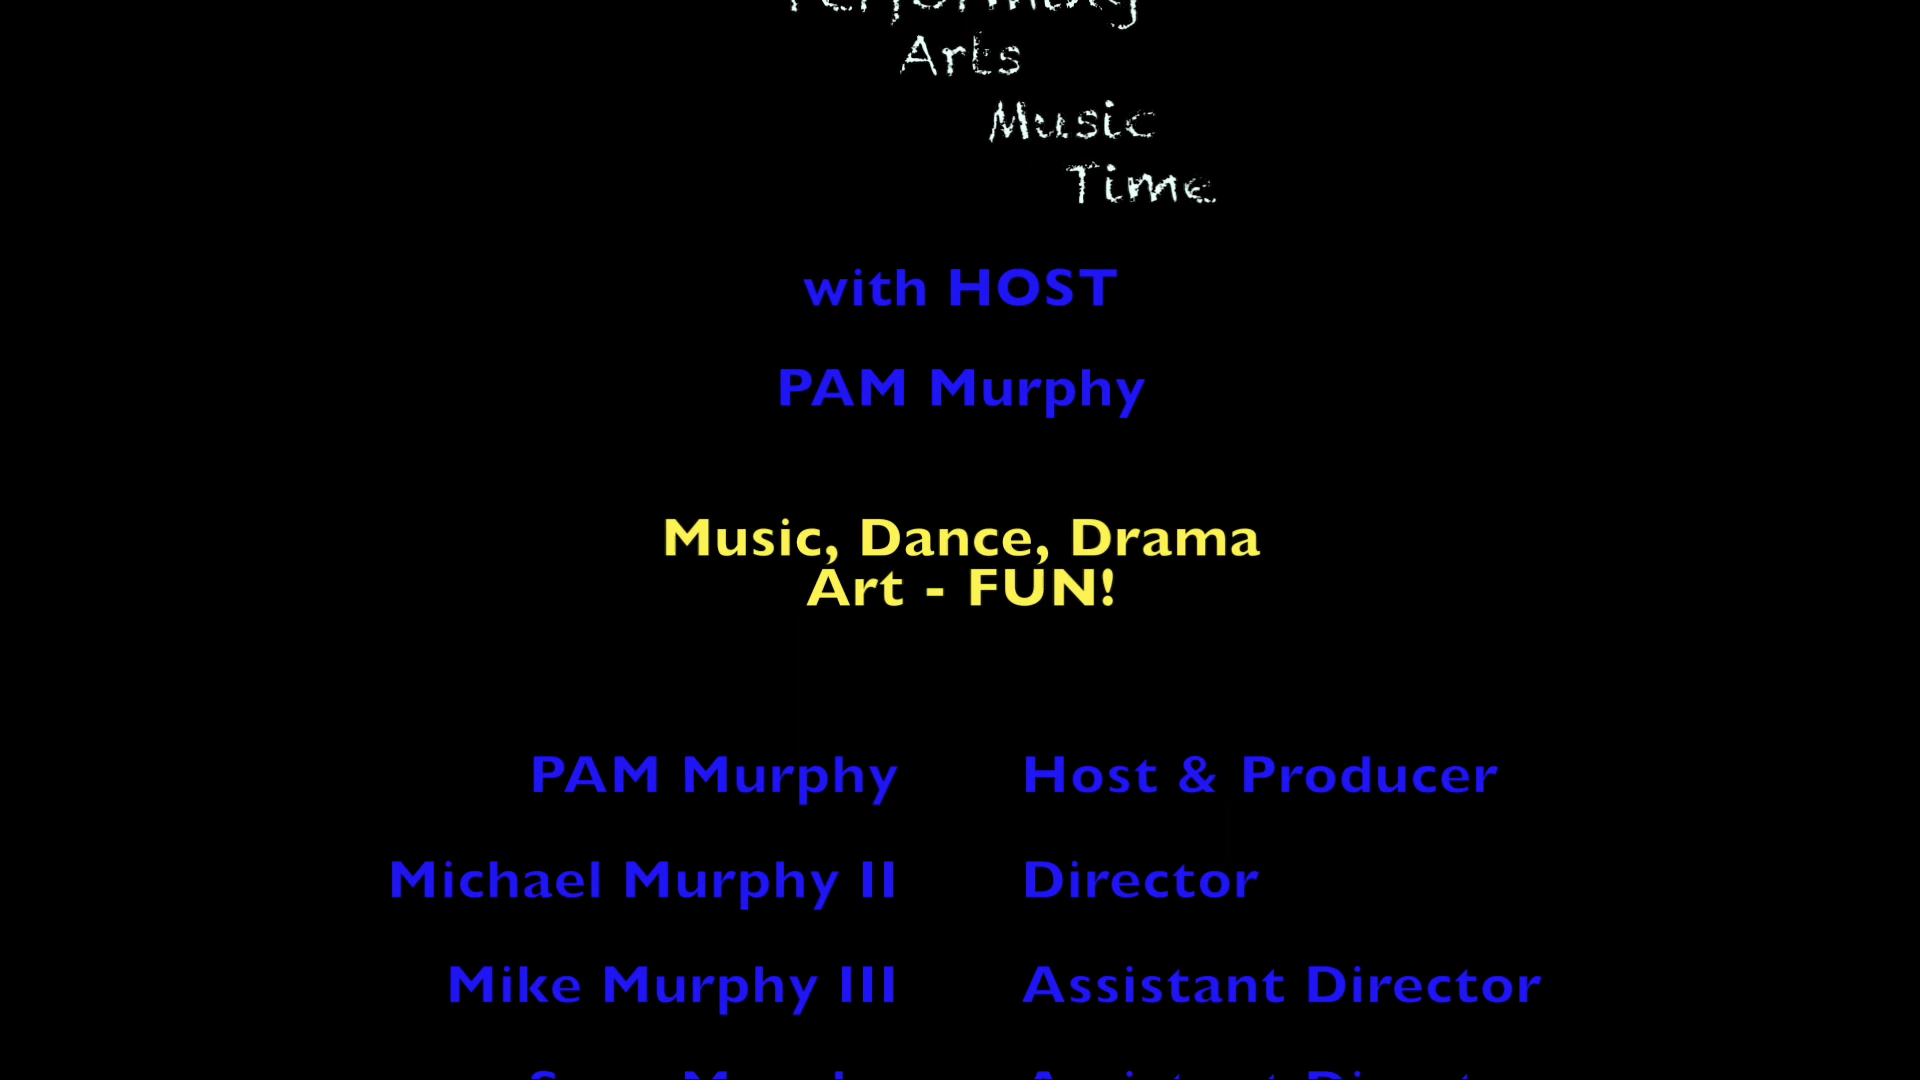 Performing
Arts
Music
Time
with HOST
PAM Murphy
Music, Dance, Drama
Art - FUN!
PAM Murphy Host & Producer
Michael Murphy II Director
Mike Murphy III Assistant Director